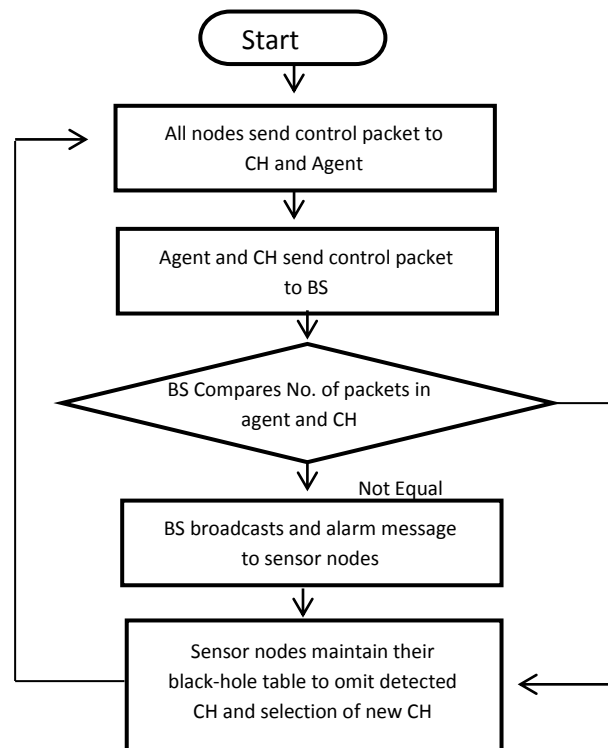 Start
All nodes send control packet to
CH and Agent
Agent and CH send control packet
to BS
BS Compares No. of packets in
agent and CH
Not Equal
BS broadcasts and alarm message
to sensor nodes
Sensor nodes maintain their
black-hole table to omit detected
CH and selection of new CH